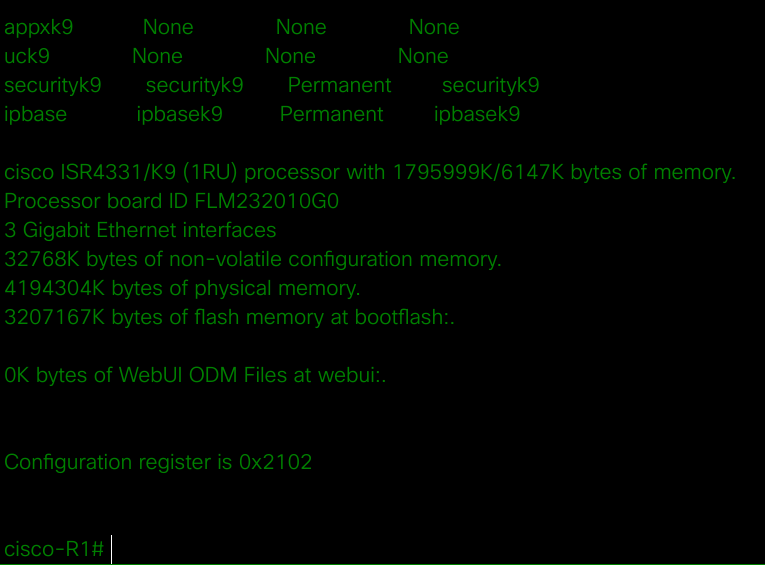 appxk9 None None None
uck9 None None None
securityk9 securityk9 Permanent securityk9
ipbase ipbasek9 Permanent ipbasek9
cisco ISR4331/K9 (1RU) processor with 1795999K/6147K bytes of memory.
Processor board ID FLM232010G0
3 Gigabit Ethernet interfaces
32768K bytes of non-volatile configuration memory.
4194304K bytes of physical memory.
3207167K bytes of flash memory at bootflash:.
0K bytes of WebUI ODM Files at webui:.
Configuration register is 0x2102
cisco-R1#